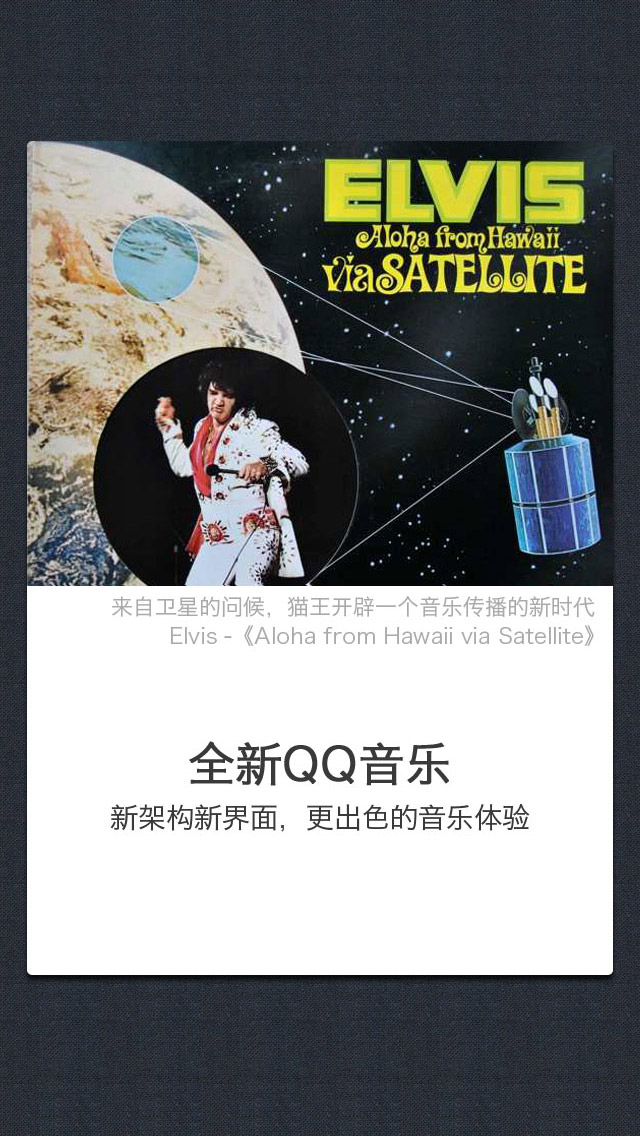 ELVIS
Aloha from Hawaii
via SATELLITE
来自卫星的问候，猫王开辟一个音乐传播的新时代
Elvis -《Aloha from Hawaii via Satellite》
全新QQ音乐
新架构新界面，更出色的音乐体验